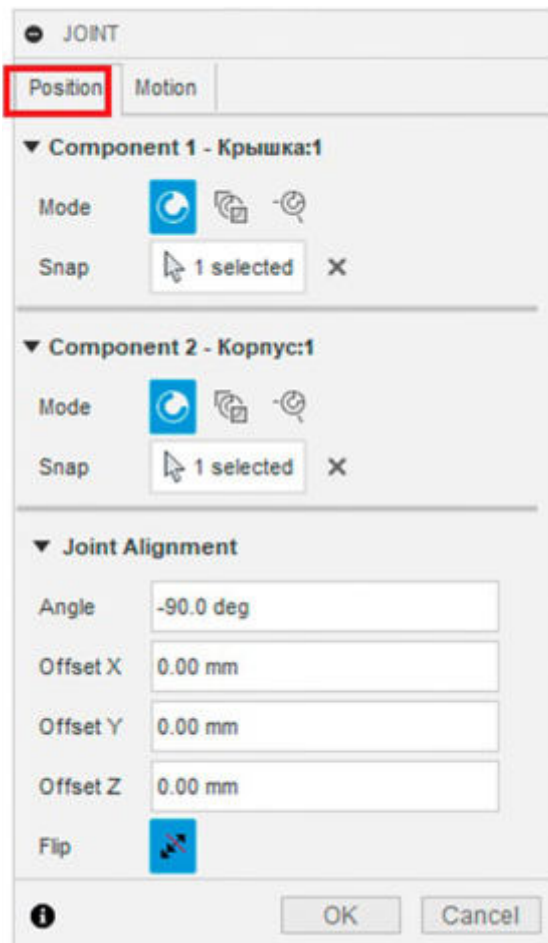 JOINT
Position Motion
Component 1 - Крышка:1
Mode
Snap 1 selected
Component 2 - Корпус:1
Mode
Snap 1 selected
Joint Alignment
Angle -90.0 deg
Offset X 0.00 mm
Offset Y 0.00 mm
Offset Z 0.00 mm
Flip
OK Cancel